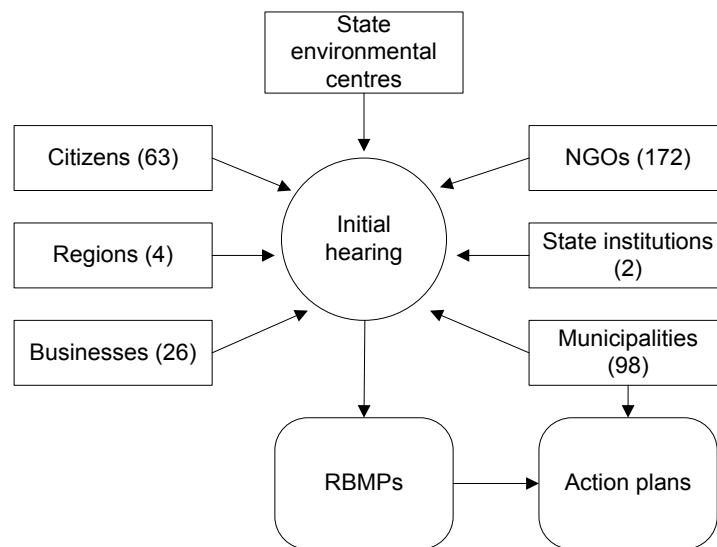 State
environmental
centres
Citizens (63)
NGOs (172)
Initial
hearing
Regions (4)
State institutions
(2)
Businesses (26)
Municipalities
(98)
RBMPs
Action plans